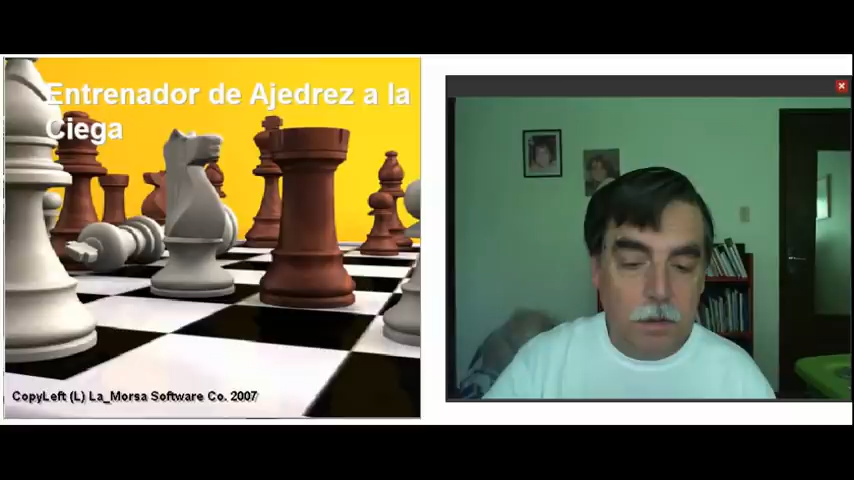 Entrenador de Ajedrez a la
Ciega
CopyLeft (L) La_Morsa Software Co. 2007